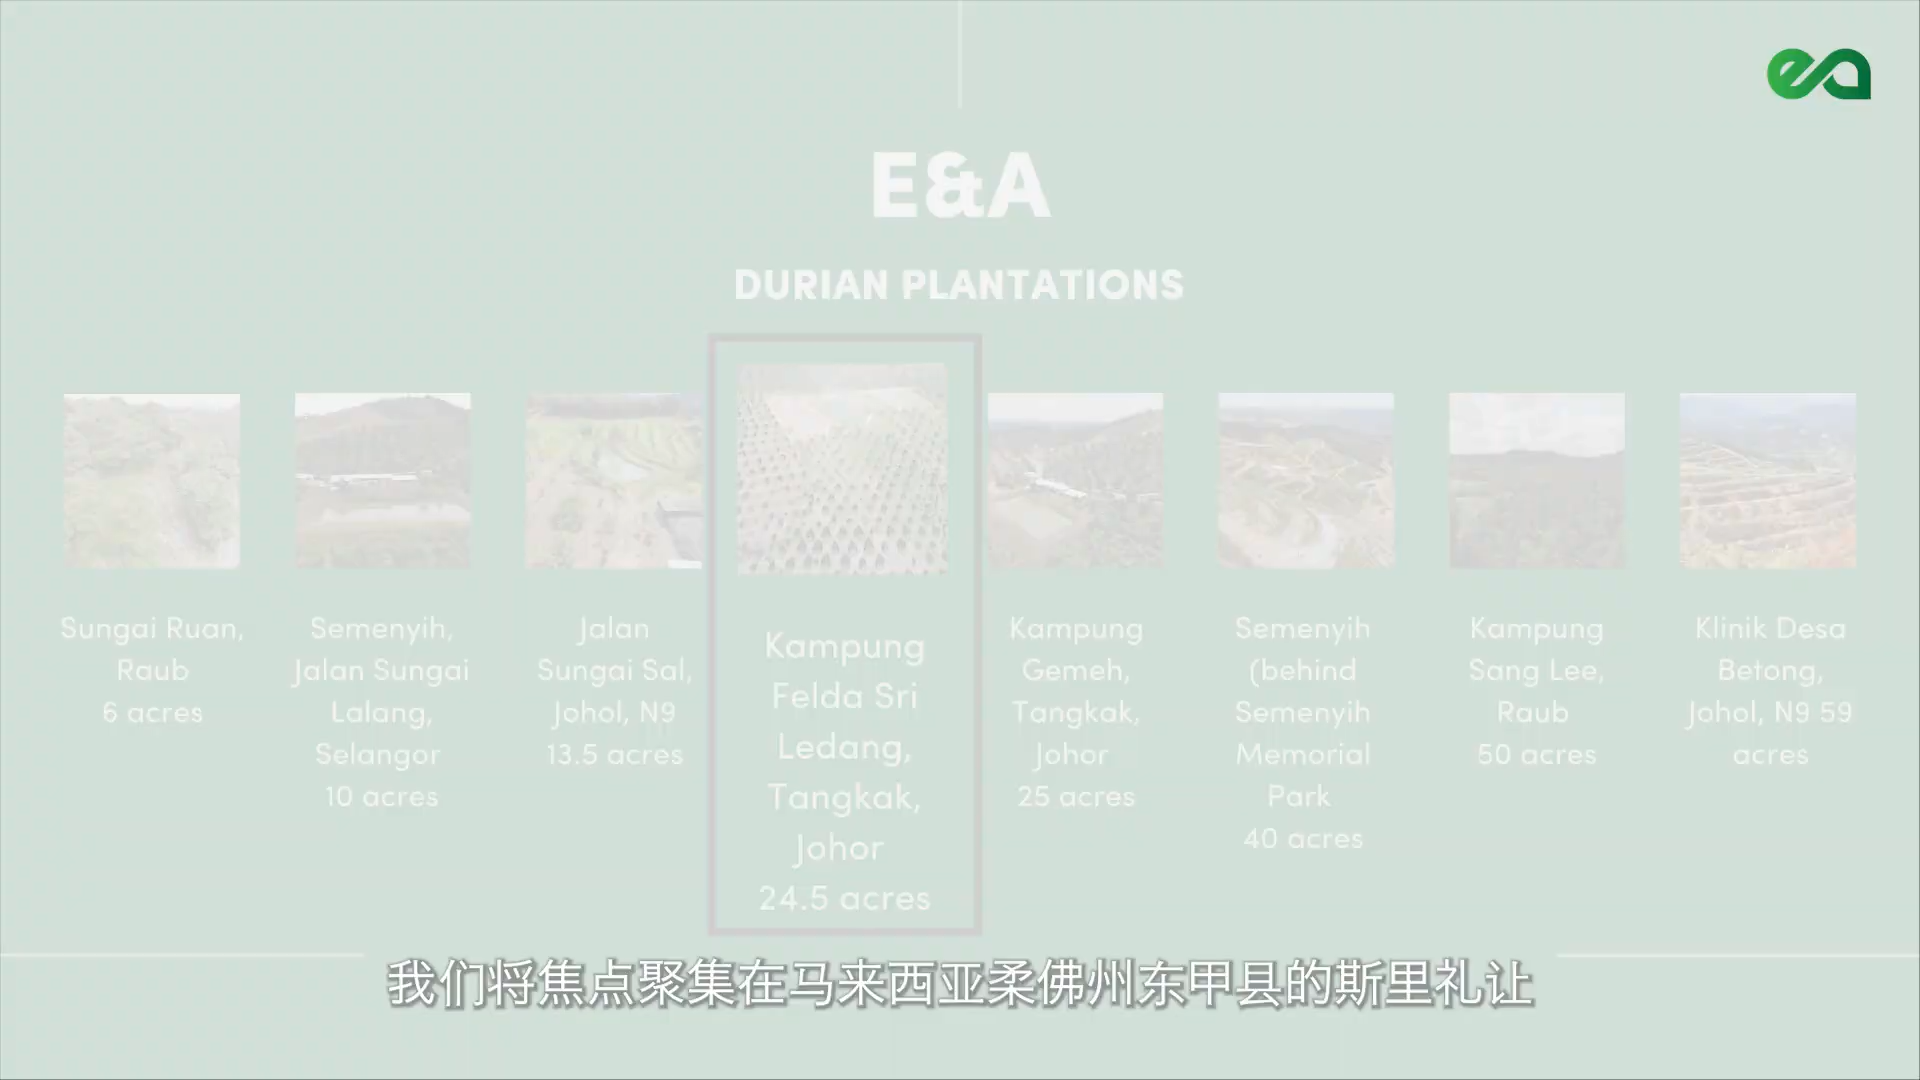 ea
E&A
DURIAN PLANTATIONS
Sungai Ruan,
Raub
6 acres
Semenyih,
Jalan Sungai
Lalang,
Selangor
10 acres
Jalan
Sungai Sal,
Johol, N9
13.5 acres
Kampung
Felda Sri
Ledang,
Tangkak,
Johor
24.5 acres
Kampung
Gemeh,
Tangkak,
Johor
25 acres
Semenyih
(behind
Semenyih
Memorial
Park
40 acres
Kampung
Sang Lee,
Raub
50 acres
Klinik Desa
Betong,
Johol, N9 59
acres
我们将焦点聚集在马来西亚柔佛州东甲县的斯里礼让